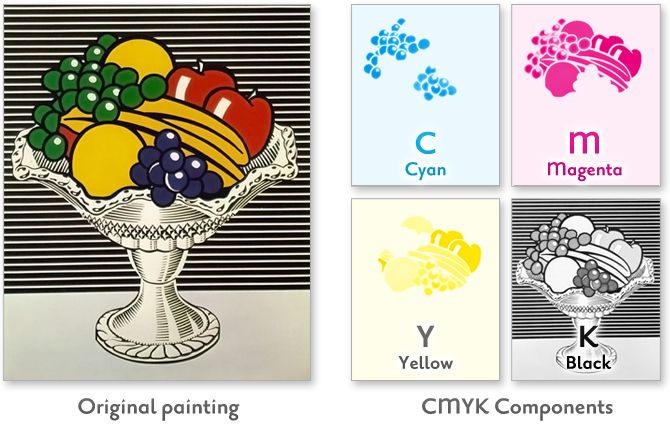 C
Cyan
M
Magenta
Y
Yellow
K
Black
Original painting
CMYK Components